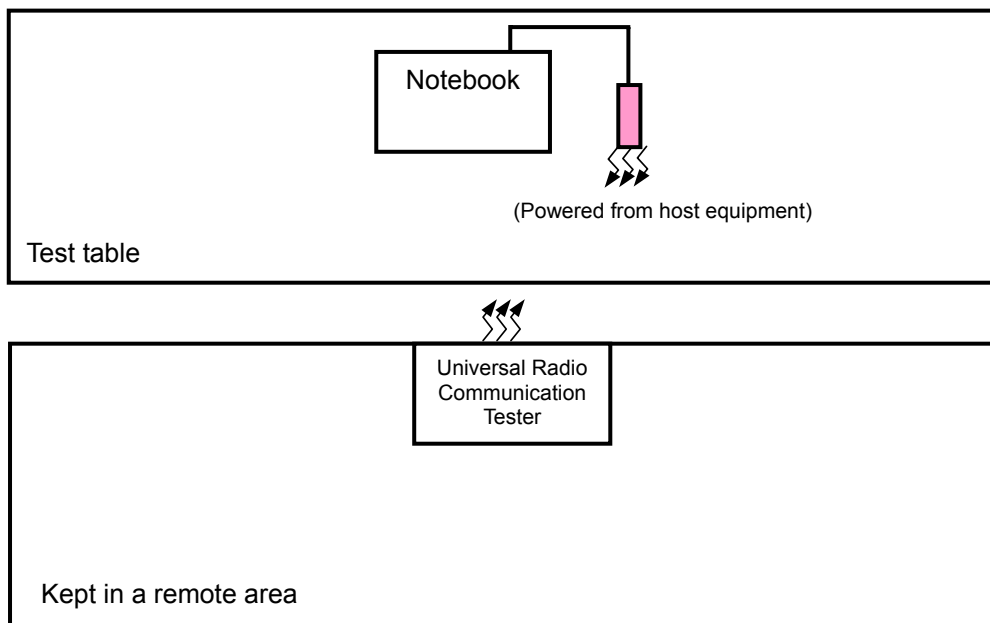 Notebook
(Powered from host equipment)
Test table
Universal Radio
Communication
Tester
Kept in a remote area